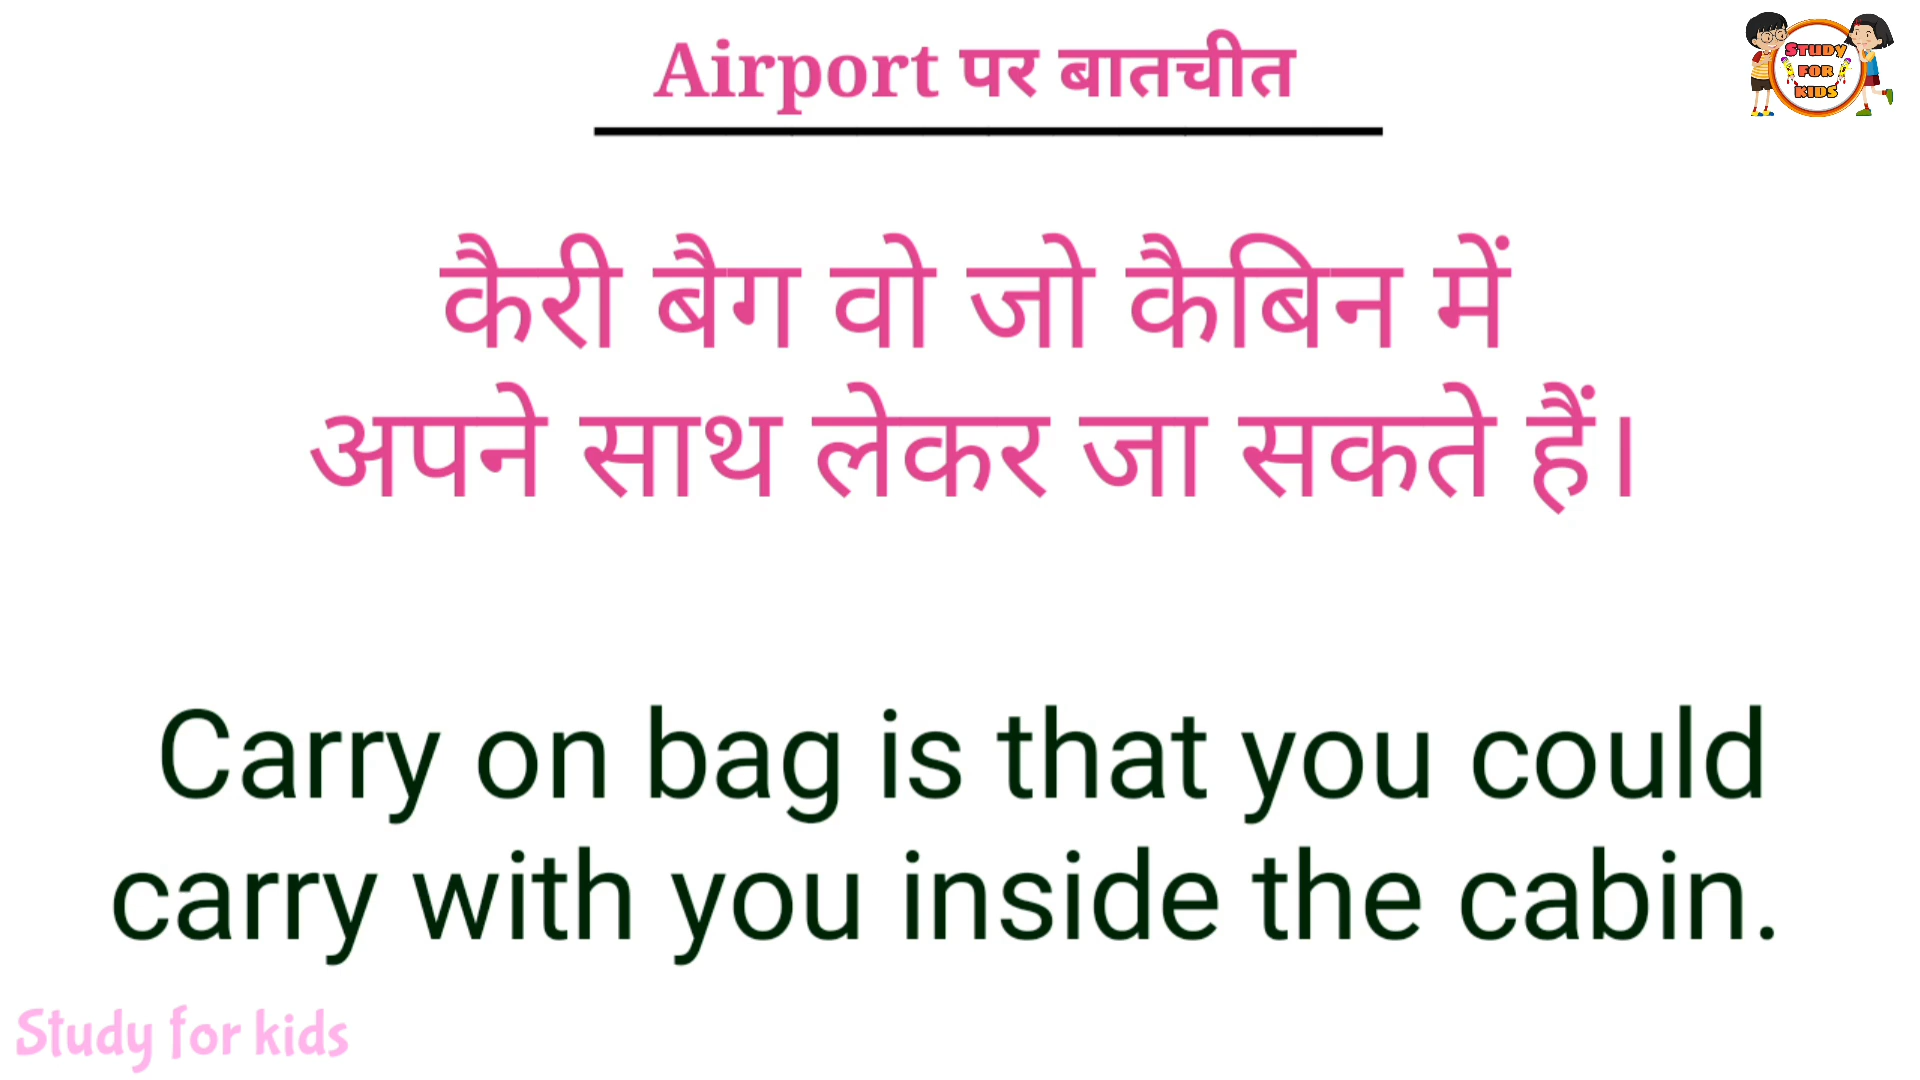 Airport पर बातचीत
STUDY
FOR
KIDS
कैरी बैग वो जो कैबिन में
अपने साथ लेकर जा सकते हैं।
Carry on bag is that you could
carry with you inside the cabin.
Study for kids